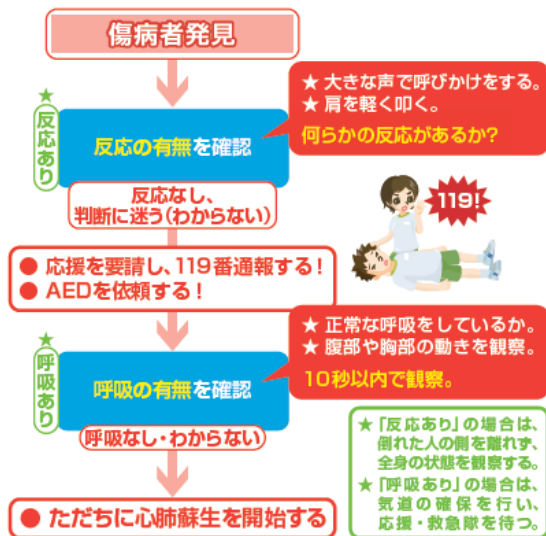 傷病者発見
★ 大きな声で呼びかけをする。
★ 肩を軽く叩く。
何らかの反応があるか?
★反応あり
反応の有無を確認
反応なし、
判断に迷う(わからない)
119!
● 応援を要請し、119番通報する!
● AEDを依頼する!
★ 正常な呼吸をしているか。
★ 腹部や胸部の動きを観察。
10秒以内で観察。
★呼吸あり
呼吸の有無を確認
呼吸なし・わからない
★「反応あり」の場合は、
倒れた人の側を離れず、
全身の状態を観察する。
★「呼吸あり」の場合は、
気道の確保を行い、
応援・救急隊を待つ。
● ただちに心肺蘇生を開始する